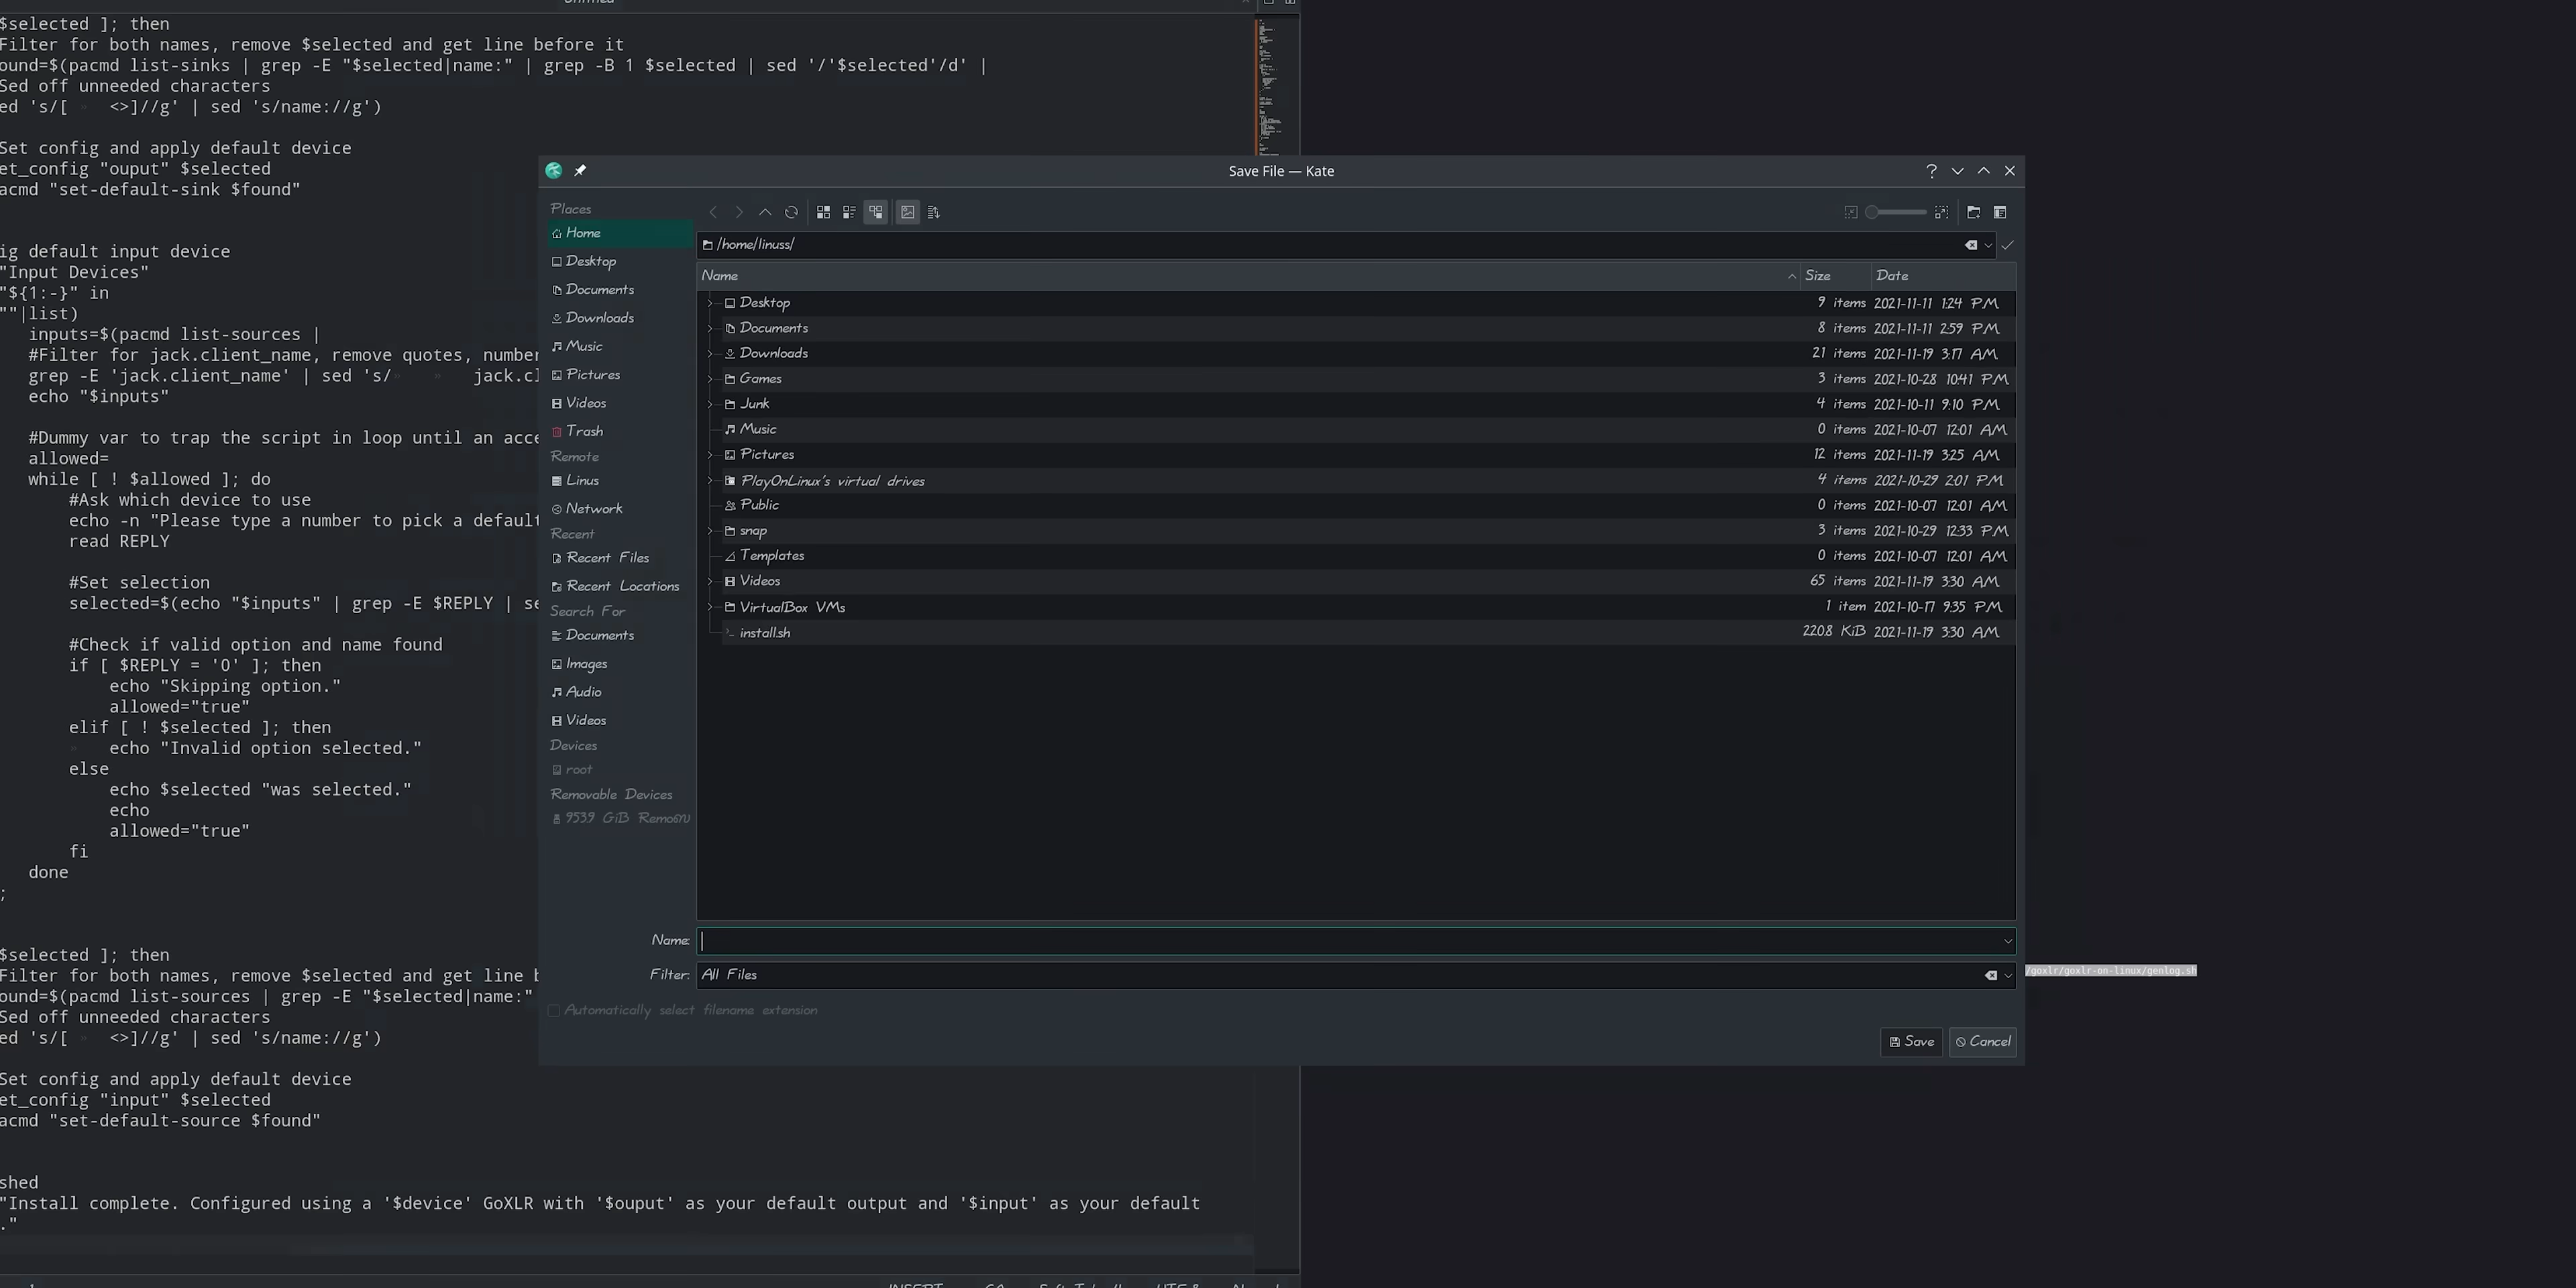 Untitled
$selected ]; then
Filter for both names, remove $selected and get line before it
ound=$(pacmd list-sinks | grep -E "$selected|name:" | grep -B 1 $selected | sed '/'$selected'/d' |
Sed off unneeded characters
ed 's/[ » <>]//g' | sed 's/name://g')
Set config and apply default device
et_config "ouput" $selected
acmd "set-default-sink $found"
ig default input device
"Input Devices"
"${1:-}" in
""|list)
inputs=$(pacmd list-sources |
#Filter for jack.client_name, remove quotes, number
grep -E 'jack.client_name' | sed 's/» » jack.cl
echo "$inputs"
#Dummy var to trap the script in loop until an acce
allowed=
while [ ! $allowed ]; do
#Ask which device to use
echo -n "Please type a number to pick a default
read REPLY
#Set selection
selected=$(echo "$inputs" | grep -E $REPLY | se
#Check if valid option and name found
if [ $REPLY = '0' ]; then
echo "Skipping option."
allowed="true"
elif [ ! $selected ]; then
» echo "Invalid option selected."
else
echo $selected "was selected."
echo
allowed="true"
fi
done
;
$selected ]; then
Filter for both names, remove $selected and get line b
ound=$(pacmd list-sources | grep -E "$selected|name:"
Sed off unneeded characters
ed 's/[ » <>]//g' | sed 's/name://g')
Set config and apply default device
et_config "input" $selected
acmd "set-default-source $found"
shed
"Install complete. Configured using a '$device' GoXLR with '$ouput' as your default output and '$input' as your default
."
Save File — Kate
Places
Home
Desktop
Documents
Downloads
Music
Pictures
Videos
Trash
Remote
Linus
Network
Recent
Recent Files
Recent Locations
Search For
Documents
Images
Audio
Videos
Devices
root
Removable Devices
953.9 GiB Remov
/home/linuss/
Name Size Date
Desktop 9 items 2021-11-11 1:24 PM
Documents 8 items 2021-11-11 2:59 PM
Downloads 21 items 2021-11-19 3:17 AM
Games 3 items 2021-10-28 10:41 PM
Junk 4 items 2021-10-11 9:10 PM
Music 0 items 2021-10-07 12:01 AM
Pictures 12 items 2021-11-19 3:25 AM
PlayOnLinux's virtual drives 4 items 2021-10-29 2:01 PM
Public 0 items 2021-10-07 12:01 AM
snap 3 items 2021-10-29 12:33 PM
Templates 0 items 2021-10-07 12:01 AM
Videos 65 items 2021-11-19 3:30 AM
VirtualBox VMs 1 item 2021-10-17 9:35 PM
install.sh 220.8 KiB 2021-11-19 3:30 AM
Name:
Filter: All Files
Automatically select filename extension
Save Cancel
/goxlr/goxlr-on-linux/genlog.sh